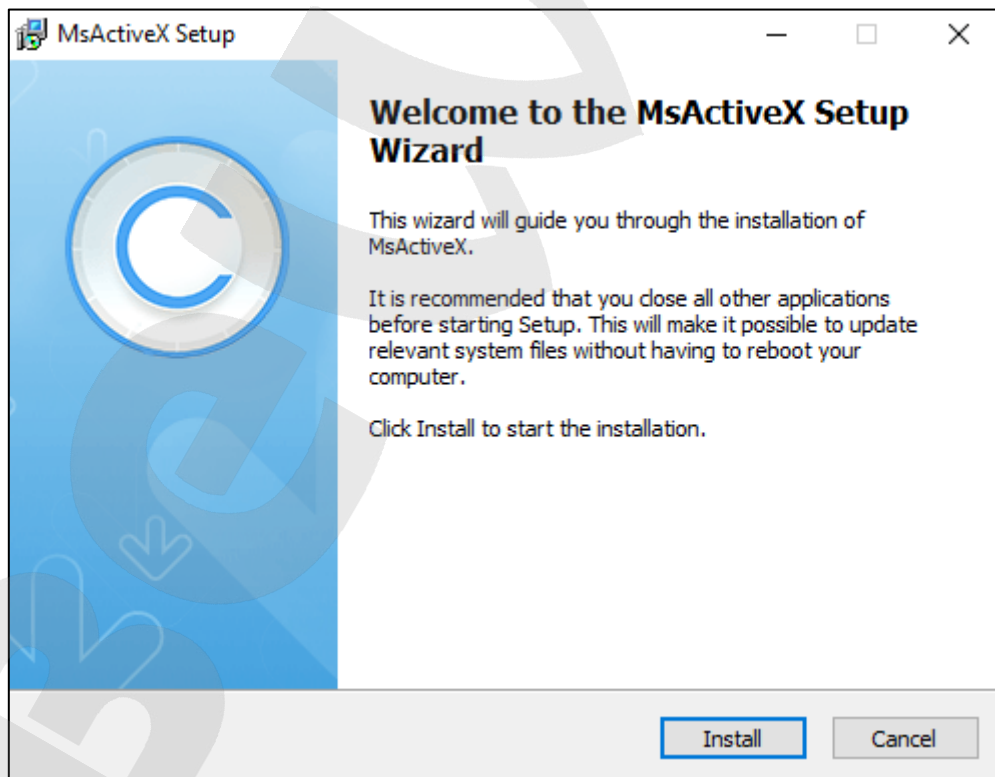 MsActiveX Setup
Welcome to the MsActiveX Setup
Wizard
This wizard will guide you through the installation of
MsActiveX.
It is recommended that you close all other applications
before starting Setup. This will make it possible to update
relevant system files without having to reboot your
computer.
Click Install to start the installation.
Install
Cancel